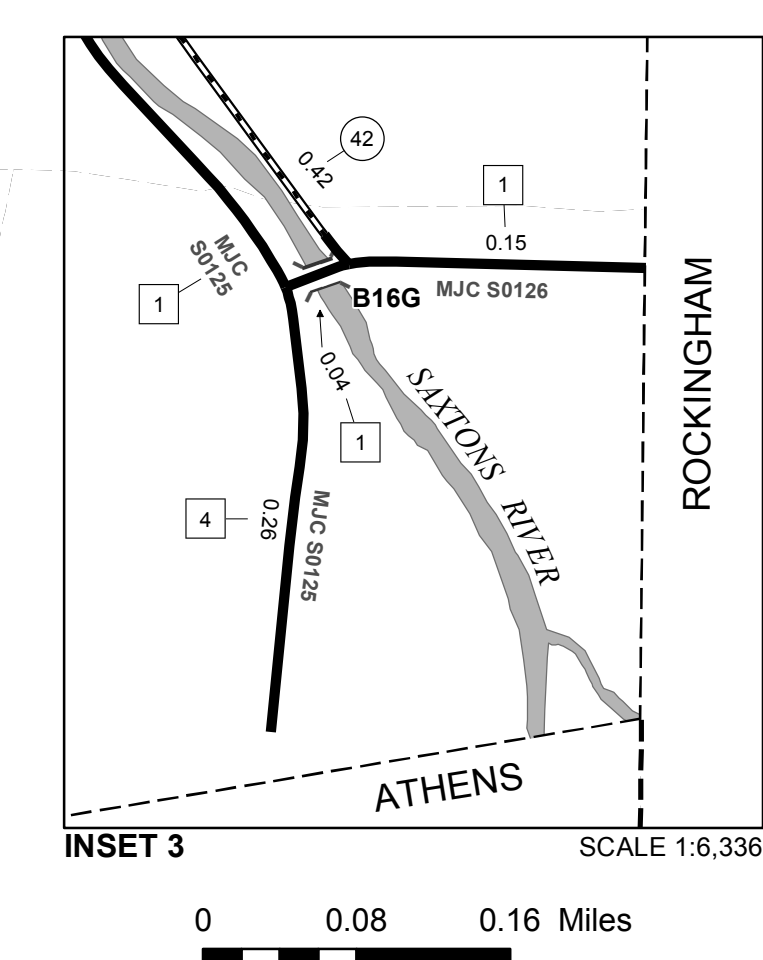 42
0.42
1
0.15
MJC
S0125
MJC S0126
1
B16G
0.04
1
SAXTONS RIVER
ROCKINGHAM
4
0.26
MJC S0125
ATHENS
INSET 3
SCALE 1:6,336
0 0.08 0.16 Miles